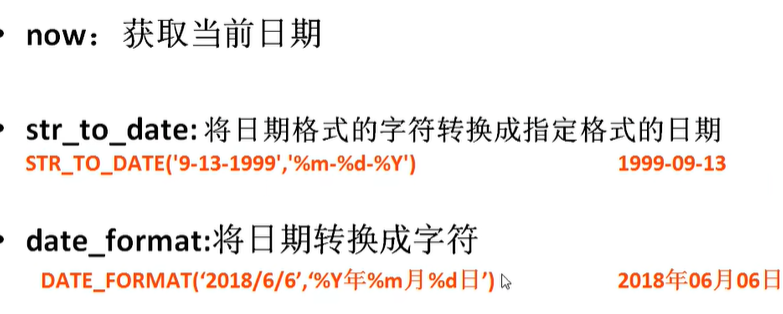 • now：获取当前日期
• str_to_date:将日期格式的字符转换成指定格式的日期
STR_TO_DATE('9-13-1999','%m-%d-%Y') 1999-09-13
• date_format:将日期转换成字符
DATE_FORMAT(‘2018/6/6’,‘%Y年%m月%d日’) 2018年06月06日